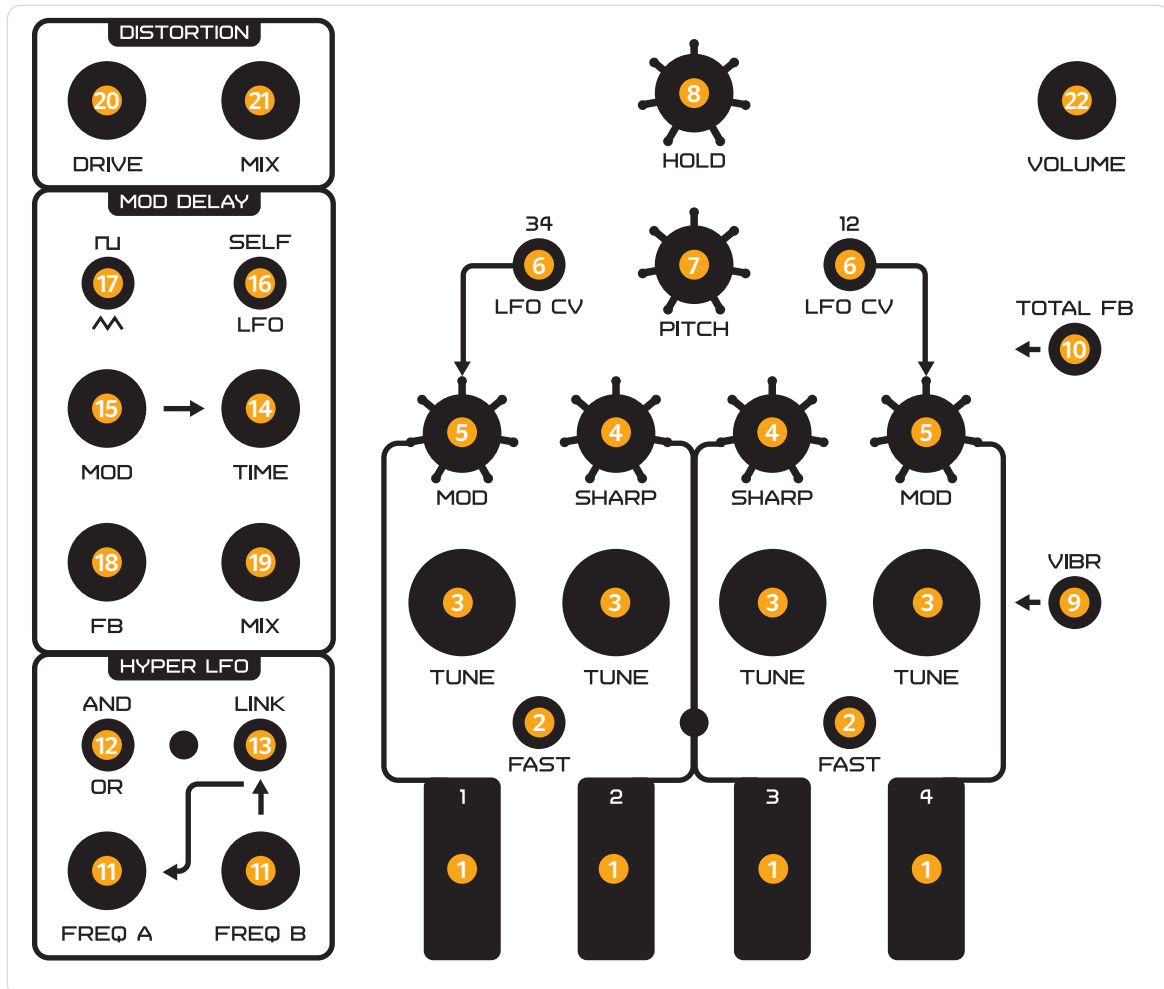 DISTORTION
20 21
DRIVE MIX
MOD DELAY
SELF
17 16
LFO
15 14
MOD TIME
18 19
FB MIX
HYPER LFO
AND LINK
12 13
OR
11 11
FREQ A FREQ B
8
HOLD
22
VOLUME
34 12
6 7 6
LFO CV PITCH LFO CV
TOTAL FB
10
5 4 4 5
MOD SHARP SHARP MOD
VIBR
3 3 3 3 9
TUNE TUNE TUNE TUNE
2 2
FAST FAST
1 2 3 4
1 1 1 1